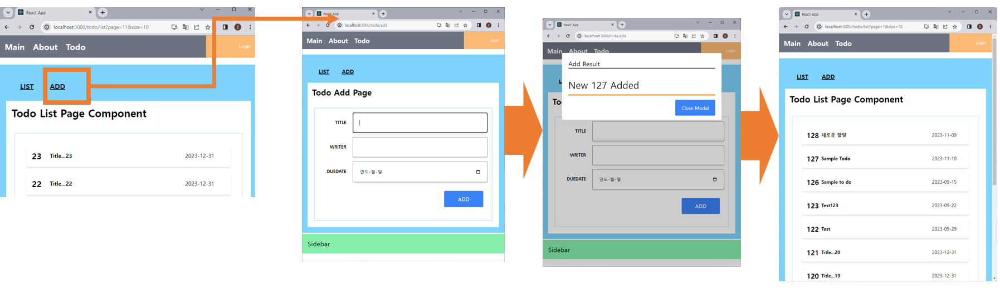 React App
localhost:3000/todo/list?page=11&size=10
Z
Main About Todo
Login
LIST ADD
Todo List Page Component
23 Title...23 2023-12-31
22 Title...22 2023-12-31
React App
localhost:3000/todo/add
Z
Main About Todo
Login
LIST ADD
Todo Add Page
TITLE
WRITER
DUEDATE 연도-월-일
ADD
Sidebar
React App
localhost:3000/todo/add
Z
Main About Todo
Login
Add Result
New 127 Added
Close Modal
TITLE
WRITER
DUEDATE 연도-월-일
ADD
Sidebar
React App
localhost:3000/todo/list?page=1&size=10
Z
Main About Todo
Login
LIST ADD
Todo List Page Component
128 새로운 할일 2023-11-09
127 Sample Todo 2023-11-10
126 Sample to do 2023-09-15
123 Test123 2023-09-22
122 Test 2023-09-29
121 Title...20 2023-12-31
120 Title...19 2023-12-31